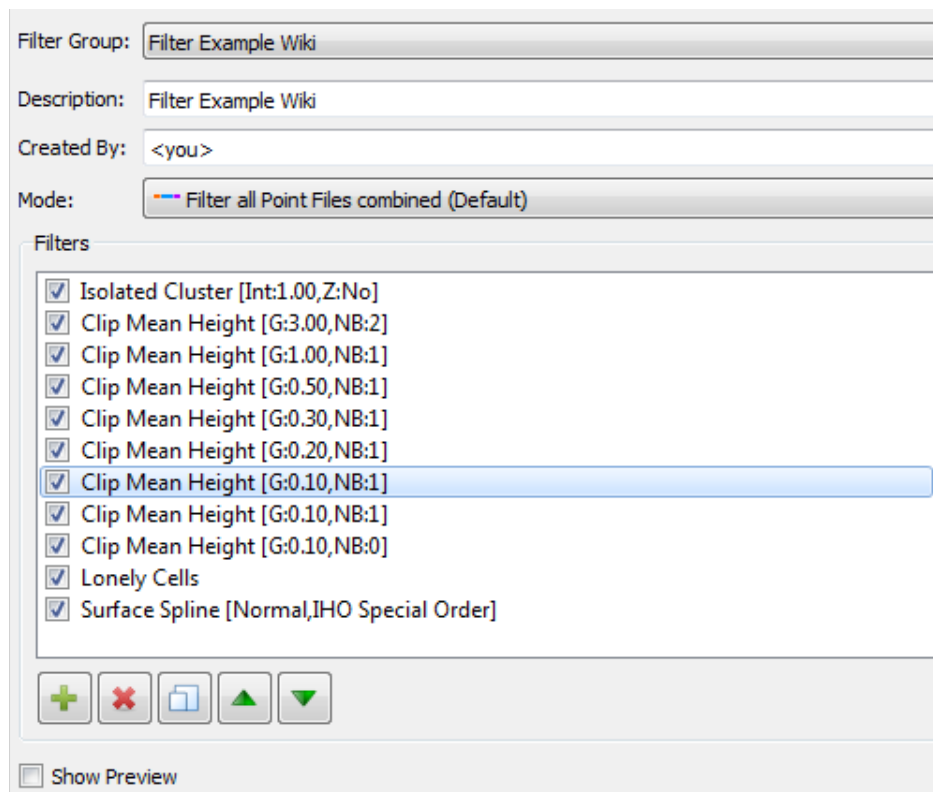 Filter Group: Filter Example Wiki
Description: Filter Example Wiki
Created By: <you>
Mode: Filter all Point Files combined (Default)
Filters
Isolated Cluster [Int:1.00,Z:No]
Clip Mean Height [G:3.00,NB:2]
Clip Mean Height [G:1.00,NB:1]
Clip Mean Height [G:0.50,NB:1]
Clip Mean Height [G:0.30,NB:1]
Clip Mean Height [G:0.20,NB:1]
Clip Mean Height [G:0.10,NB:1]
Clip Mean Height [G:0.10,NB:1]
Clip Mean Height [G:0.10,NB:0]
Lonely Cells
Surface Spline [Normal,IHO Special Order]
Show Preview